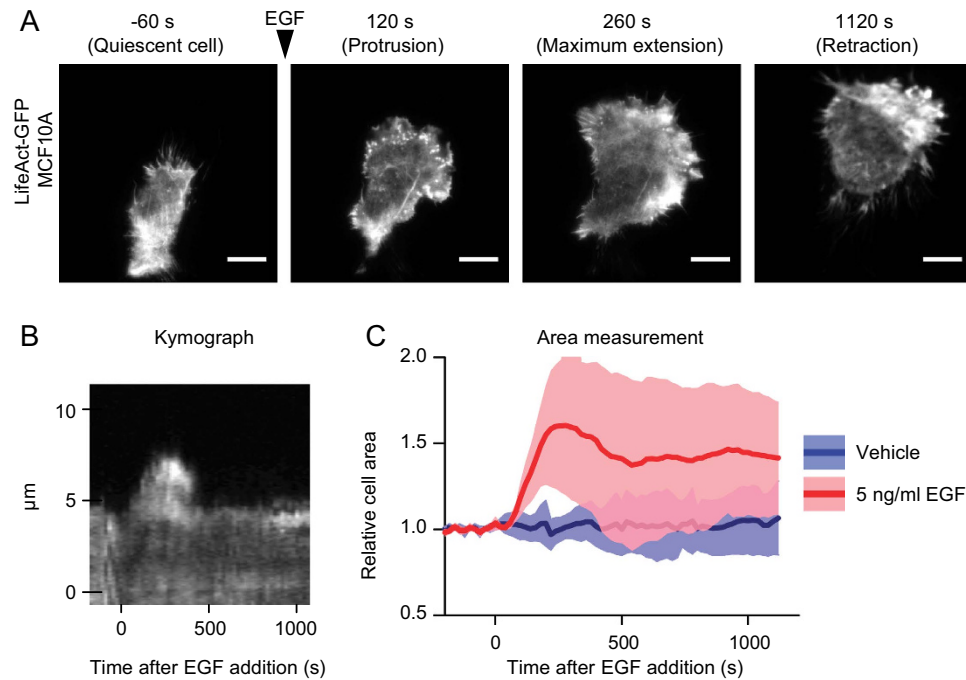 A
-60 s
(Quiescent cell)
EGF
120 s
(Protrusion)
260 s
(Maximum extension)
1120 s
(Retraction)
LifeAct-GFP
MCF10A
B
Kymograph
10
5
0
µm
0
500
1000
Time after EGF addition (s)
C
Area measurement
2.0
1.5
1.0
0.5
Relative cell area
0
500
1000
Time after EGF addition (s)
Vehicle
5 ng/ml EGF